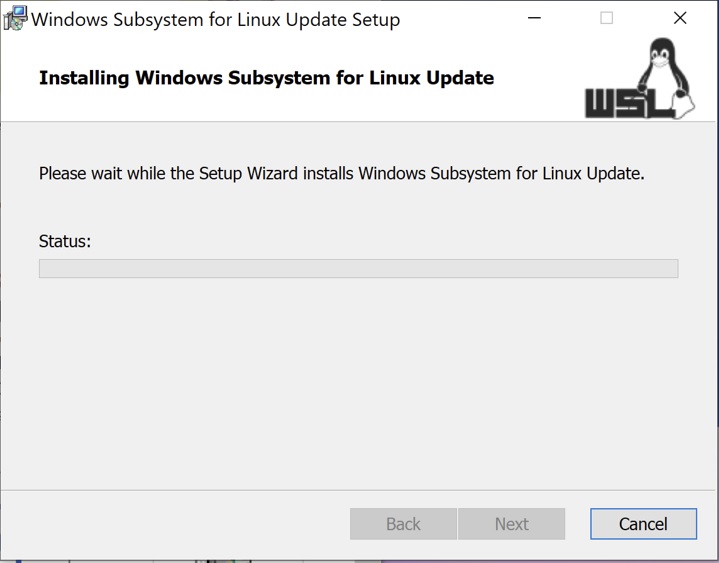 Windows Subsystem for Linux Update Setup
Installing Windows Subsystem for Linux Update
WSL
Please wait while the Setup Wizard installs Windows Subsystem for Linux Update.
Status:
Back
Next
Cancel